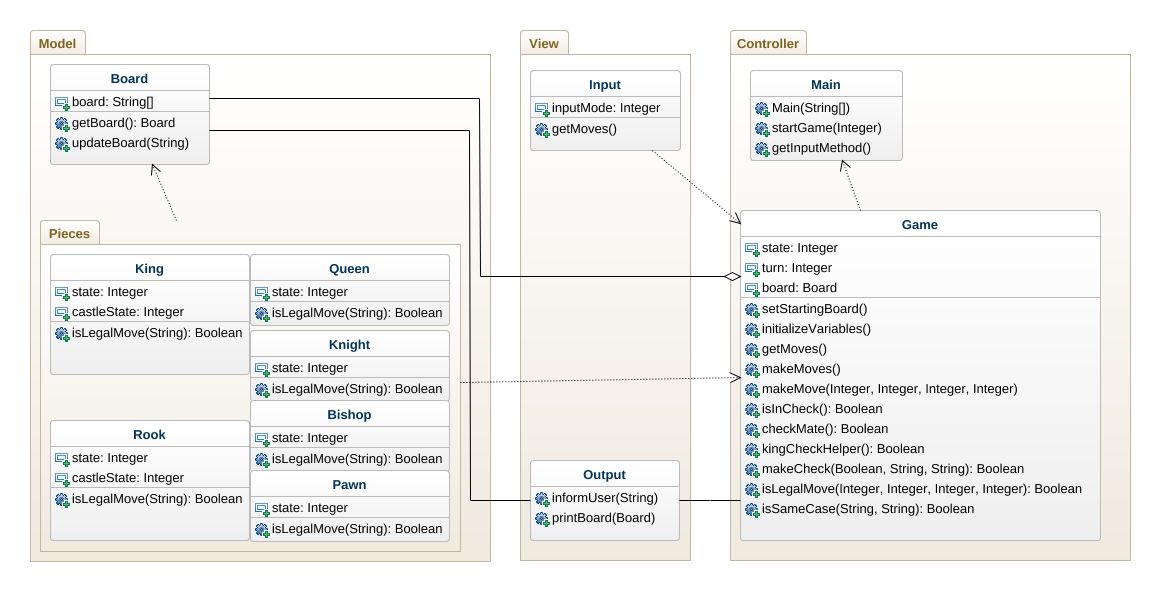 Model
Board
board: String[]
getBoard(): Board
updateBoard(String)
Pieces
King
state: Integer
castleState: Integer
isLegalMove(String): Boolean
Queen
state: Integer
isLegalMove(String): Boolean
Knight
state: Integer
isLegalMove(String): Boolean
Rook
state: Integer
castleState: Integer
isLegalMove(String): Boolean
Bishop
state: Integer
isLegalMove(String): Boolean
Pawn
state: Integer
isLegalMove(String): Boolean
View
Input
inputMode: Integer
getMoves()
Output
informUser(String)
printBoard(Board)
Controller
Main
Main(String[])
startGame(Integer)
getInputMethod()
Game
state: Integer
turn: Integer
board: Board
setStartingBoard()
initializeVariables()
getMoves()
makeMoves()
makeMove(Integer, Integer, Integer, Integer)
isInCheck(): Boolean
checkMate(): Boolean
kingCheckHelper(): Boolean
makeCheck(Boolean, String, String): Boolean
isLegalMove(Integer, Integer, Integer, Integer): Boolean
isSameCase(String, String): Boolean